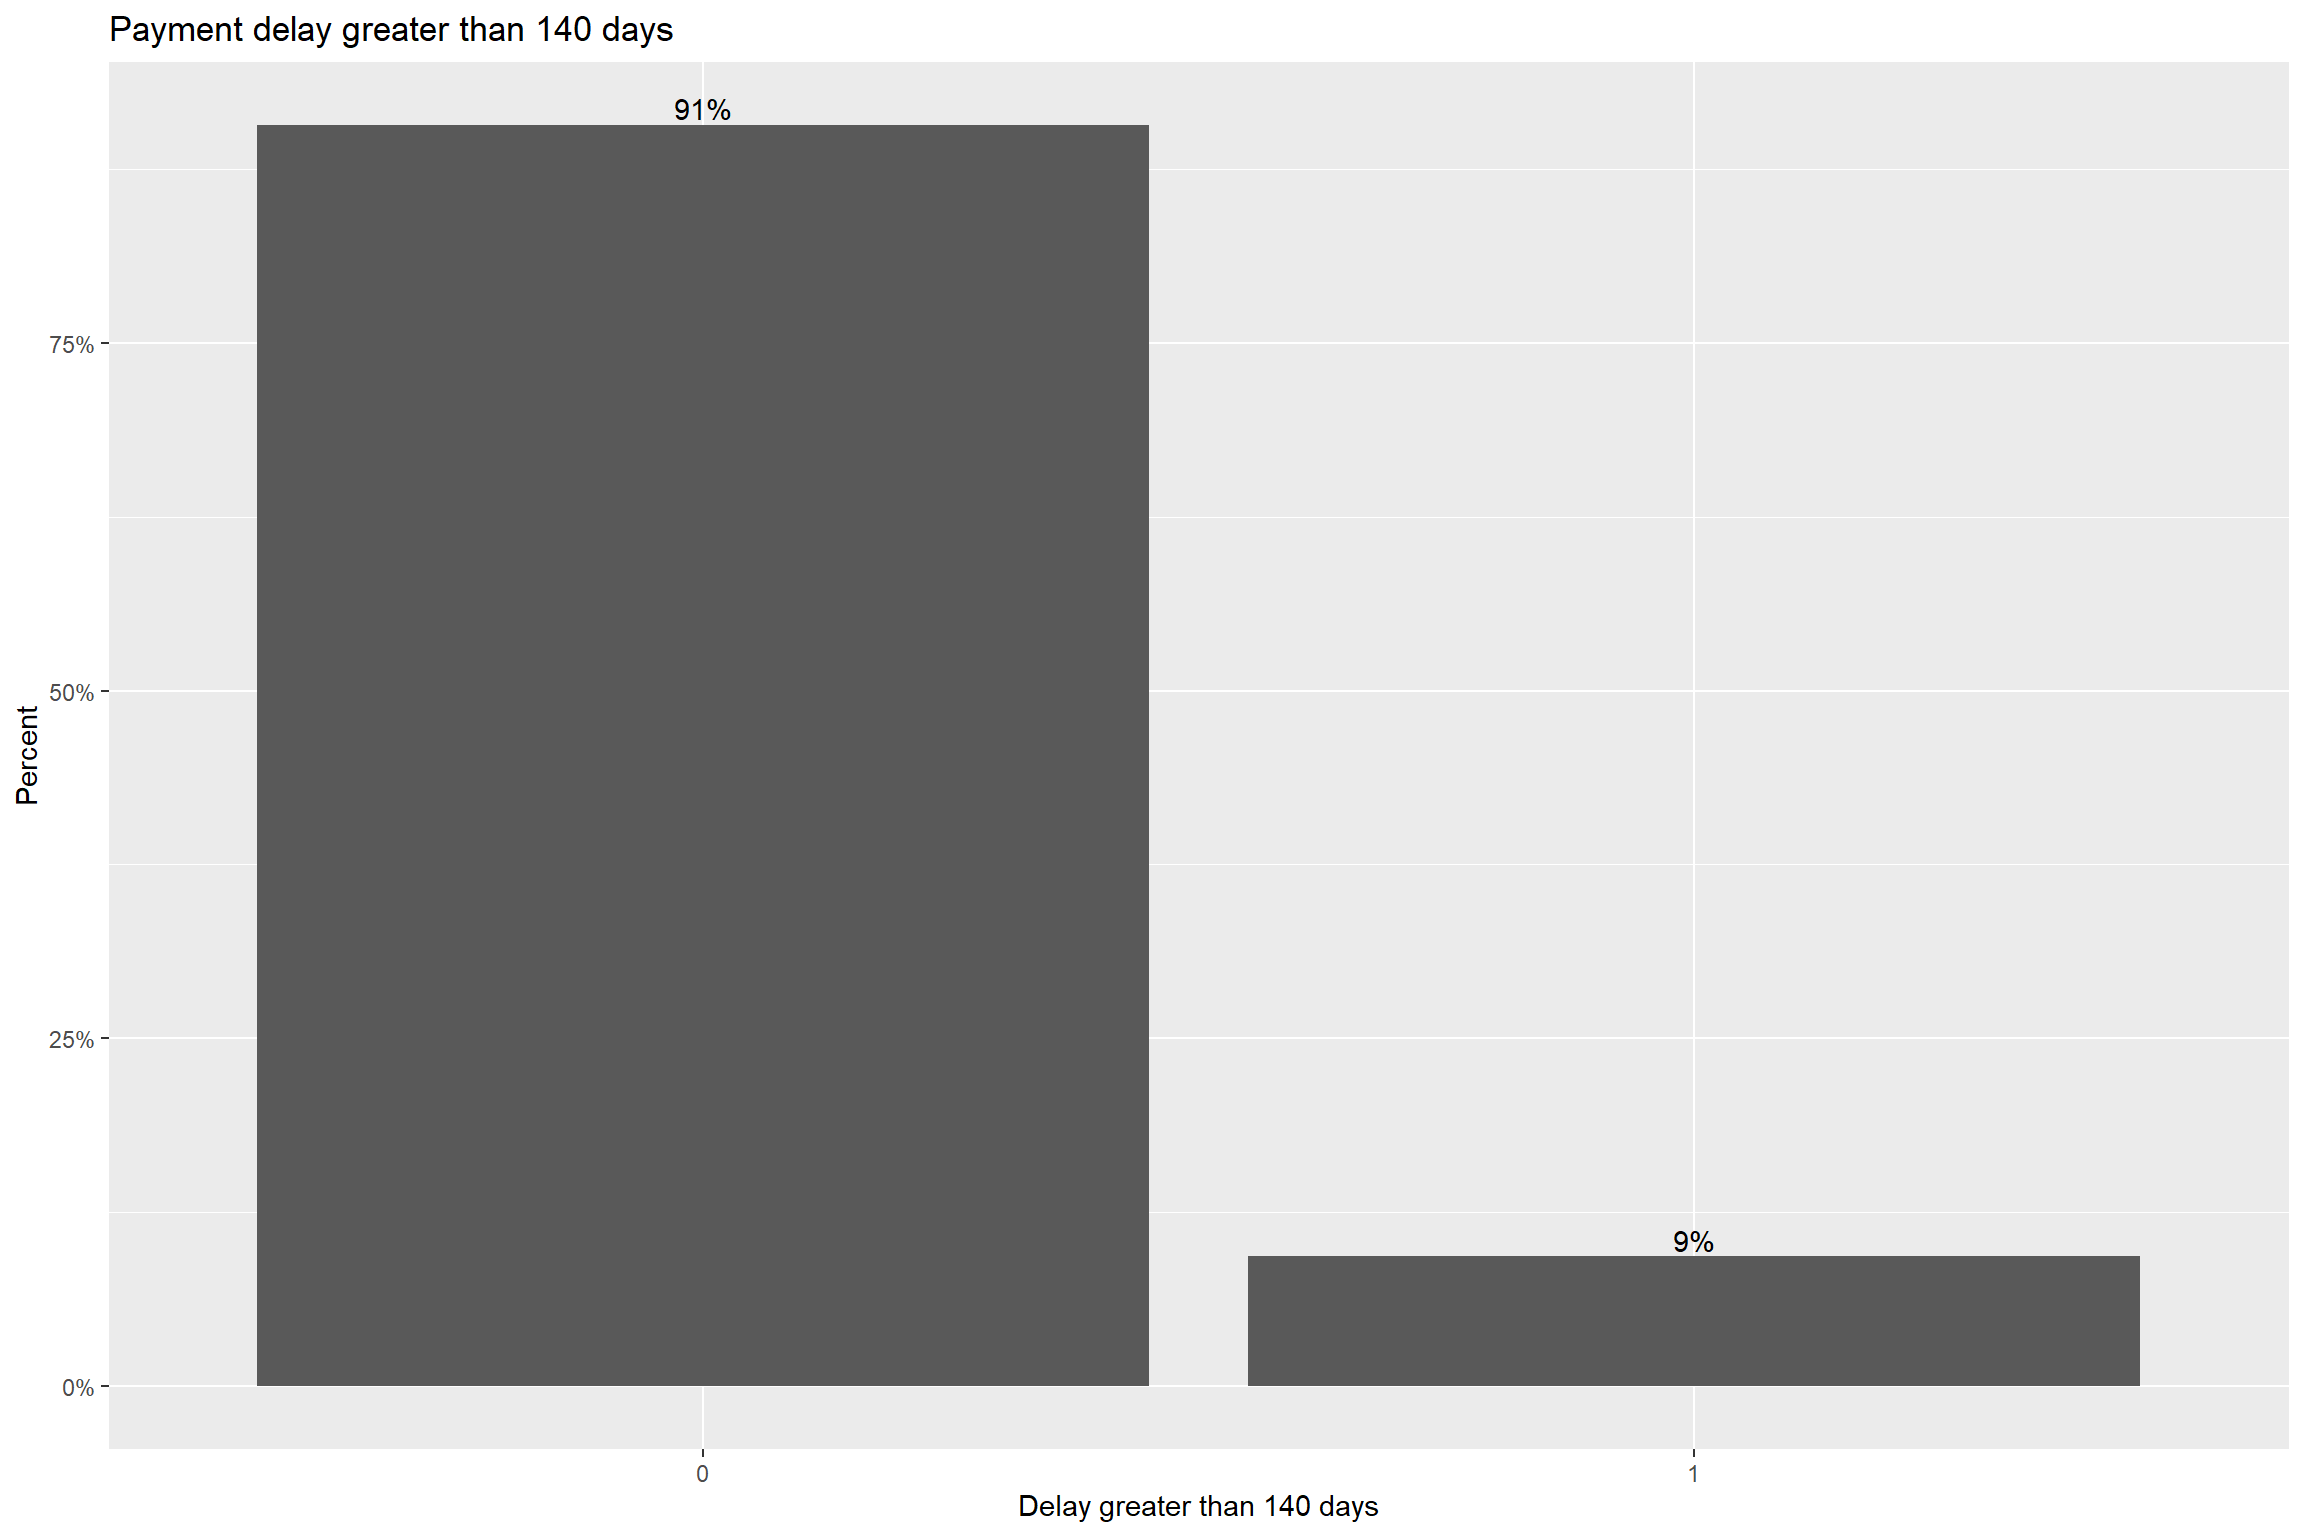 Payment delay greater than 140 days
91%
75%
50%
Percent
25%
9%
0%
0
1
Delay greater than 140 days